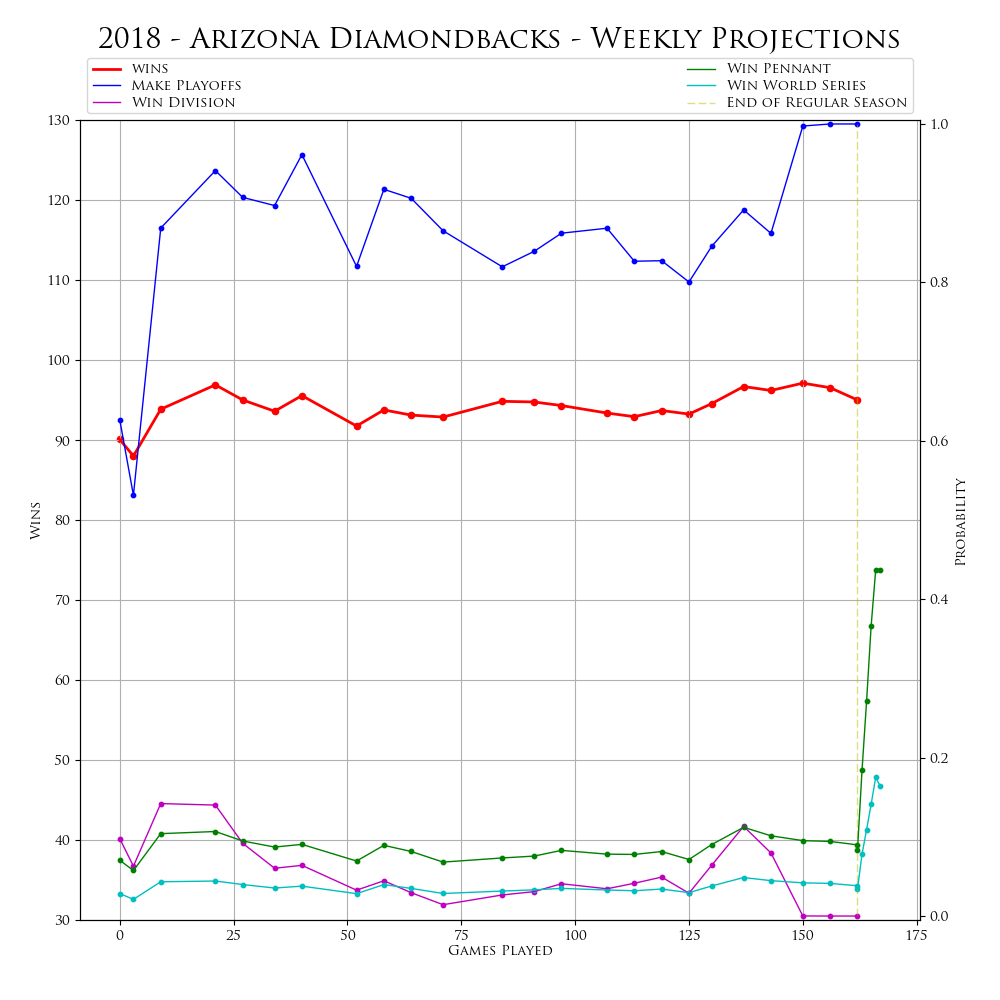 2018 - Arizona Diamondbacks - Weekly Projections
wins
Make Playoffs
Win Division
Win Pennant
Win World Series
End of Regular Season
130
120
110
100
90
80
70
60
50
40
30
Wins
1.0
0.8
0.6
0.4
0.2
0.0
Probability
0
25
50
75
100
125
150
175
Games Played